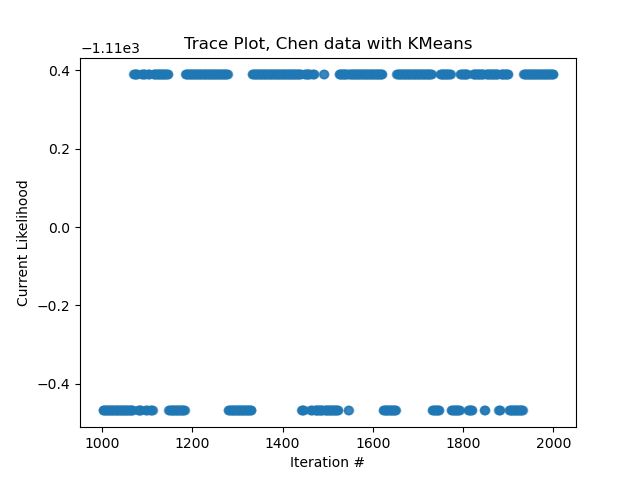 Trace Plot, Chen data with KMeans
−1.11e3
0.4
0.2
0.0
−0.2
−0.4
Current Likelihood
1000 1200 1400 1600 1800 2000
Iteration #